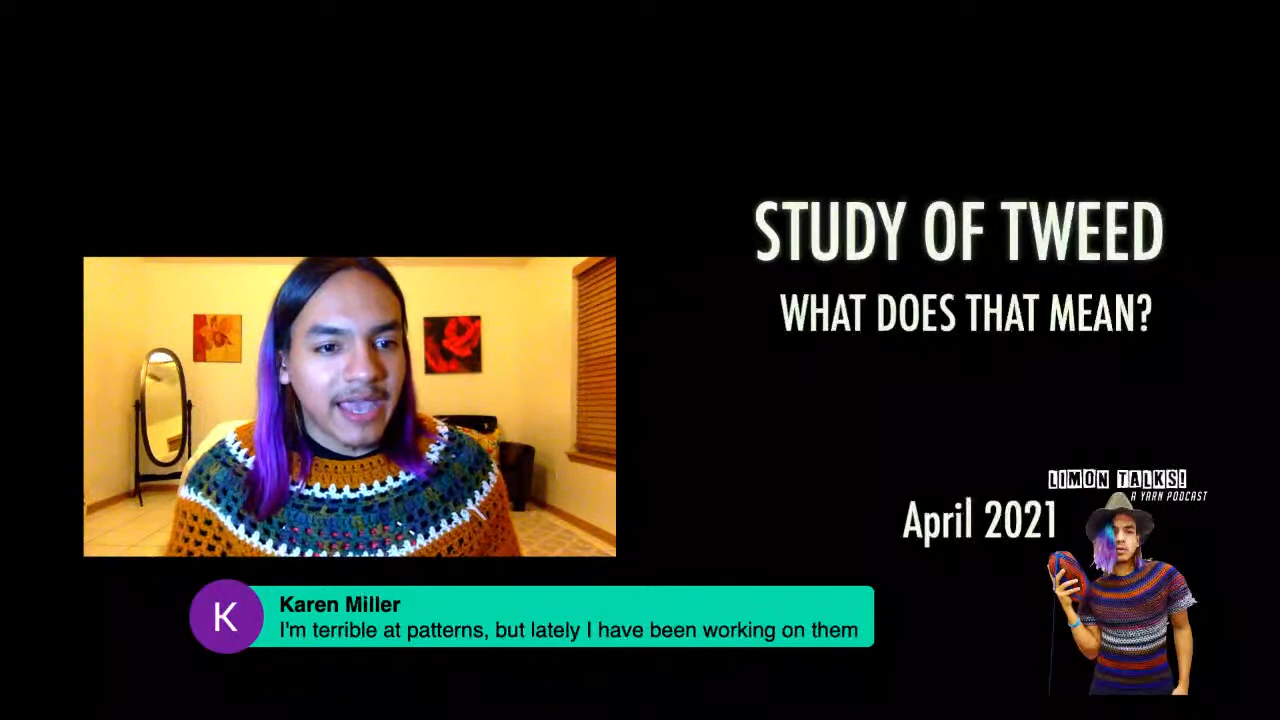 STUDY OF TWEED
WHAT DOES THAT MEAN?
LIMON TALKS!
A YARN PODCAST
April 2021
K
Karen Miller
I'm terrible at patterns, but lately I have been working on them